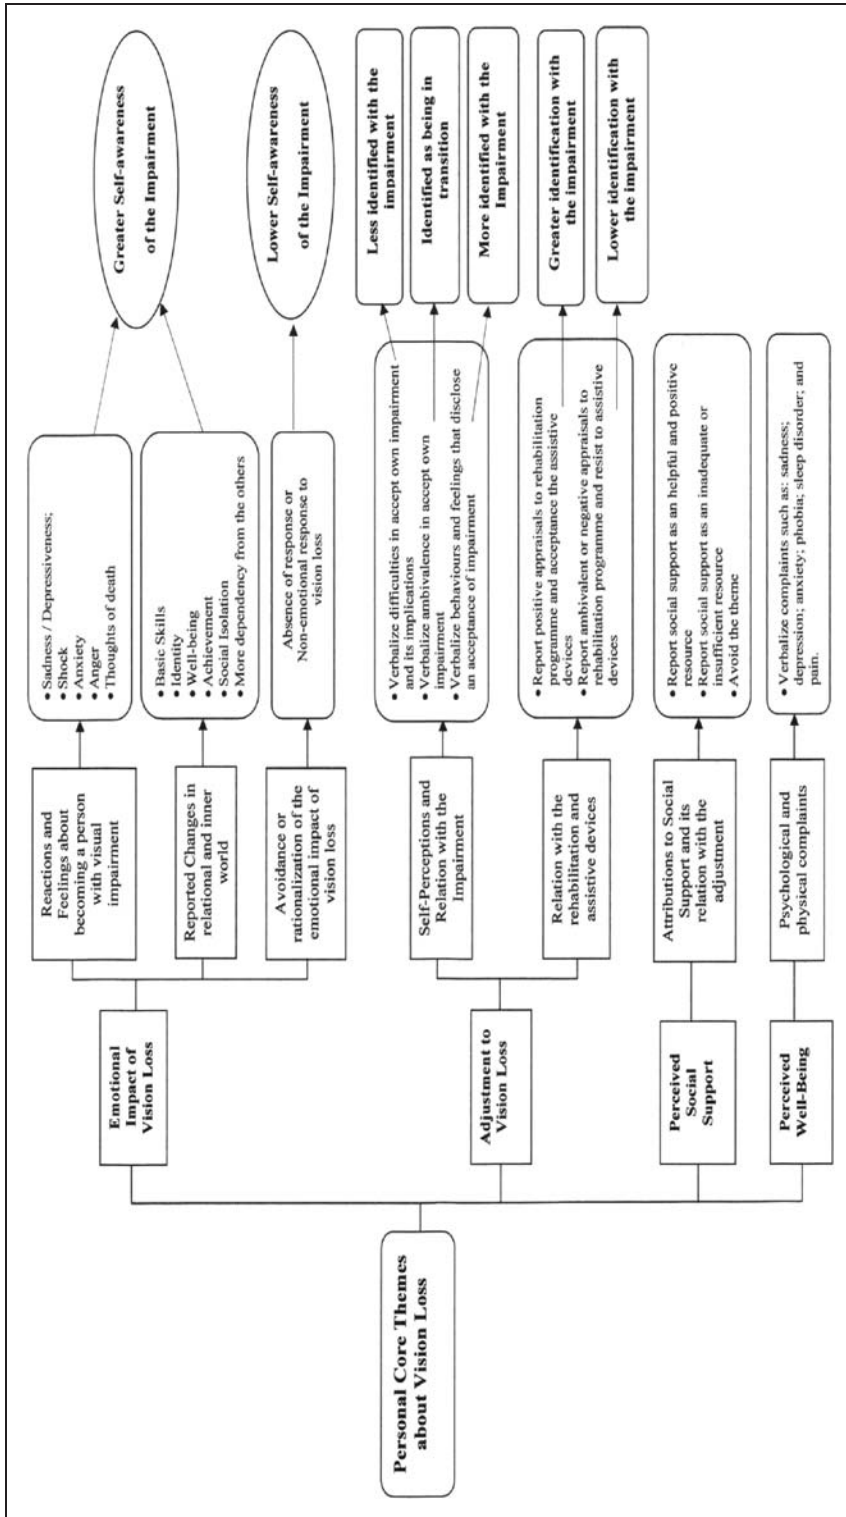 Personal Core Themes
about Vision Loss
Emotional
Impact of
Vision Loss
Adjustment to
Vision Loss
Perceived
Social
Support
Perceived
Well-Being
Reactions and
Feelings about
becoming a person
with visual
impairment
Reported Changes in
relational and inner
world
Avoidance or
rationalization of the
emotional impact of
vision loss
Self-Perceptions and
Relation with the
Impairment
Relation with the
rehabilitation and
assistive devices
Attributions to Social
Support and its
relation with the
adjustment
Psychological and
physical complaints
• Sadness / Depressiveness;
• Shock
• Anxiety
• Anger
• Thoughts of death
• Basic Skills
• Identity
• Well-being
• Achievement
• Social Isolation
• More dependency from the others
Absence of response or
Non-emotional response to
vision loss
• Verbalize difficulties in accept own impairment
and its implications
• Verbalize ambivalence in accept own
impairment
• Verbalize behaviours and feelings that disclose
an acceptance of impairment
• Report positive appraisals to rehabilitation
programme and acceptance the assistive
devices
• Report ambivalent or negative appraisals to
rehabilitation programme and resist to assistive
devices
• Report social support as an helpful and positive
resource
• Report social support as an inadequate or
insufficient resource
• Avoid the theme
• Verbalize complaints such as: sadness;
depression; anxiety; phobia; sleep disorder; and
pain.
Greater Self-awareness
of the Impairment
Lower Self-awareness
of the Impairment
Less identified with the
impairment
Identified as being in
transition
More identified with the
Impairment
Greater identification with
the impairment
Lower identification with
the impairment